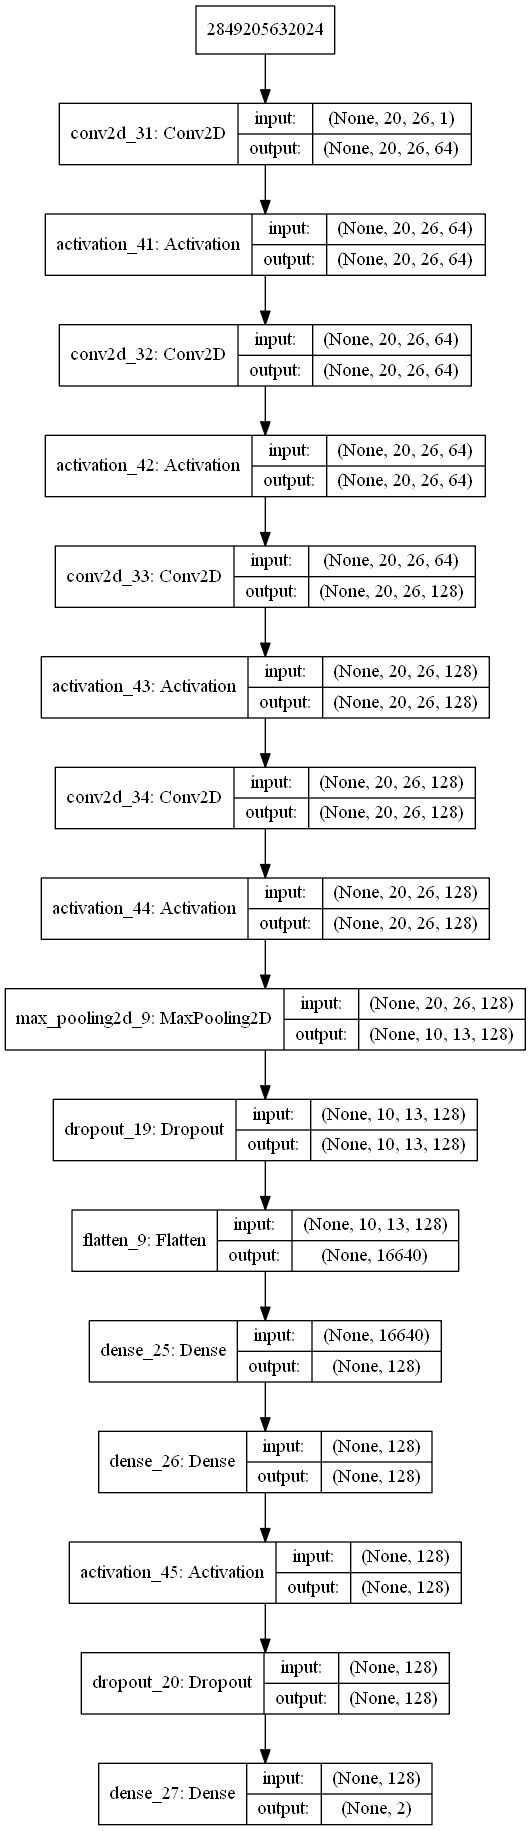 2849205632024
conv2d_31: Conv2D
input: (None, 20, 26, 1)
output: (None, 20, 26, 64)
activation_41: Activation
input: (None, 20, 26, 64)
output: (None, 20, 26, 64)
conv2d_32: Conv2D
input: (None, 20, 26, 64)
output: (None, 20, 26, 64)
activation_42: Activation
input: (None, 20, 26, 64)
output: (None, 20, 26, 64)
conv2d_33: Conv2D
input: (None, 20, 26, 64)
output: (None, 20, 26, 128)
activation_43: Activation
input: (None, 20, 26, 128)
output: (None, 20, 26, 128)
conv2d_34: Conv2D
input: (None, 20, 26, 128)
output: (None, 20, 26, 128)
activation_44: Activation
input: (None, 20, 26, 128)
output: (None, 20, 26, 128)
max_pooling2d_9: MaxPooling2D
input: (None, 20, 26, 128)
output: (None, 10, 13, 128)
dropout_19: Dropout
input: (None, 10, 13, 128)
output: (None, 10, 13, 128)
flatten_9: Flatten
input: (None, 10, 13, 128)
output: (None, 16640)
dense_25: Dense
input: (None, 16640)
output: (None, 128)
dense_26: Dense
input: (None, 128)
output: (None, 128)
activation_45: Activation
input: (None, 128)
output: (None, 128)
dropout_20: Dropout
input: (None, 128)
output: (None, 128)
dense_27: Dense
input: (None, 128)
output: (None, 2)